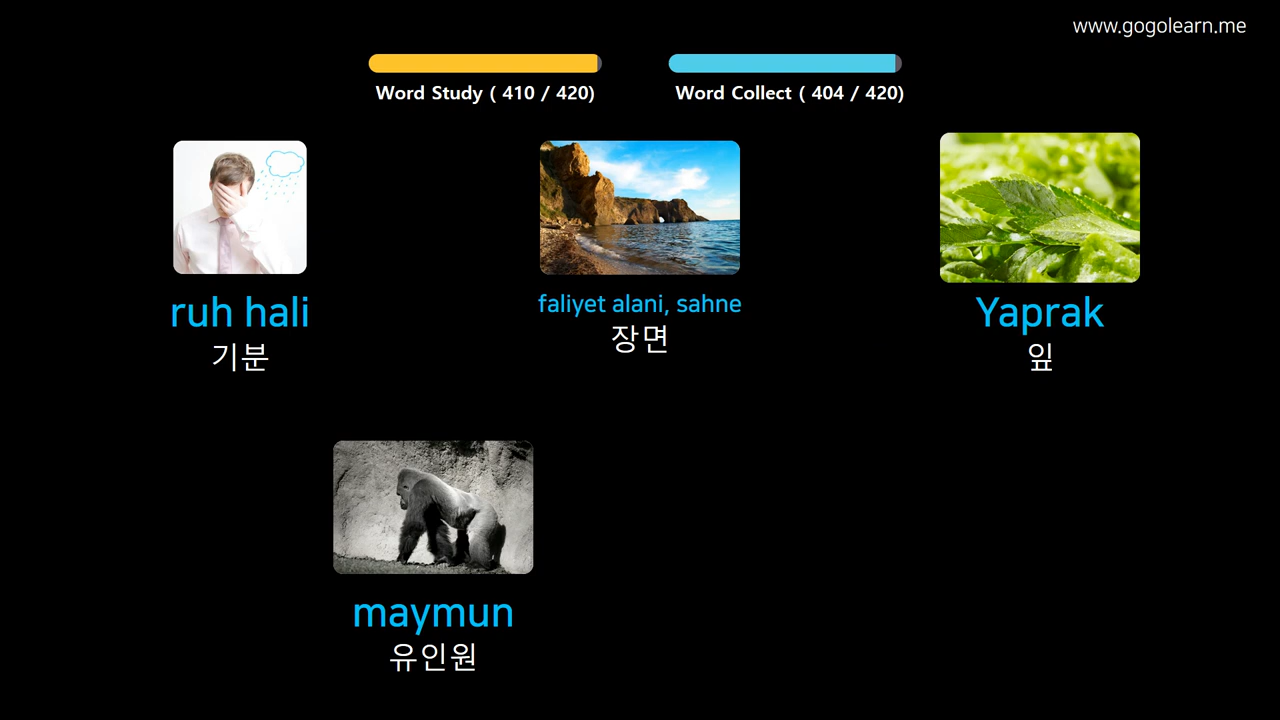 www.gogolearn.me
Word Study ( 410 / 420)
Word Collect ( 404 / 420)
ruh hali
기분
faliyet alani, sahne
장면
Yaprak
잎
maymun
유인원